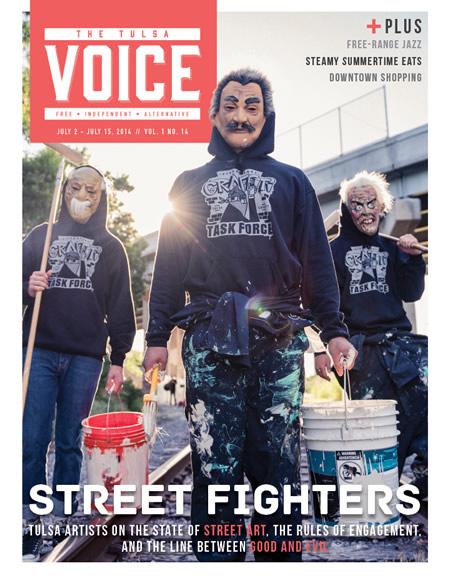 THE TULSA
VOICE
FREE • INDEPENDENT • ALTERNATIVE
JULY 2 - JULY 15, 2014 // VOL. 1 NO. 14
+PLUS
FREE-RANGE JAZZ
STEAMY SUMMERTIME EATS
DOWNTOWN SHOPPING
TASK FORCE
TASK FORCE
TASK FORCE
WARNING
STREET FIGHTERS
TULSA ARTISTS ON THE STATE OF STREET ART, THE RULES OF ENGAGEMENT,
AND THE LINE BETWEEN GOOD AND EVIL